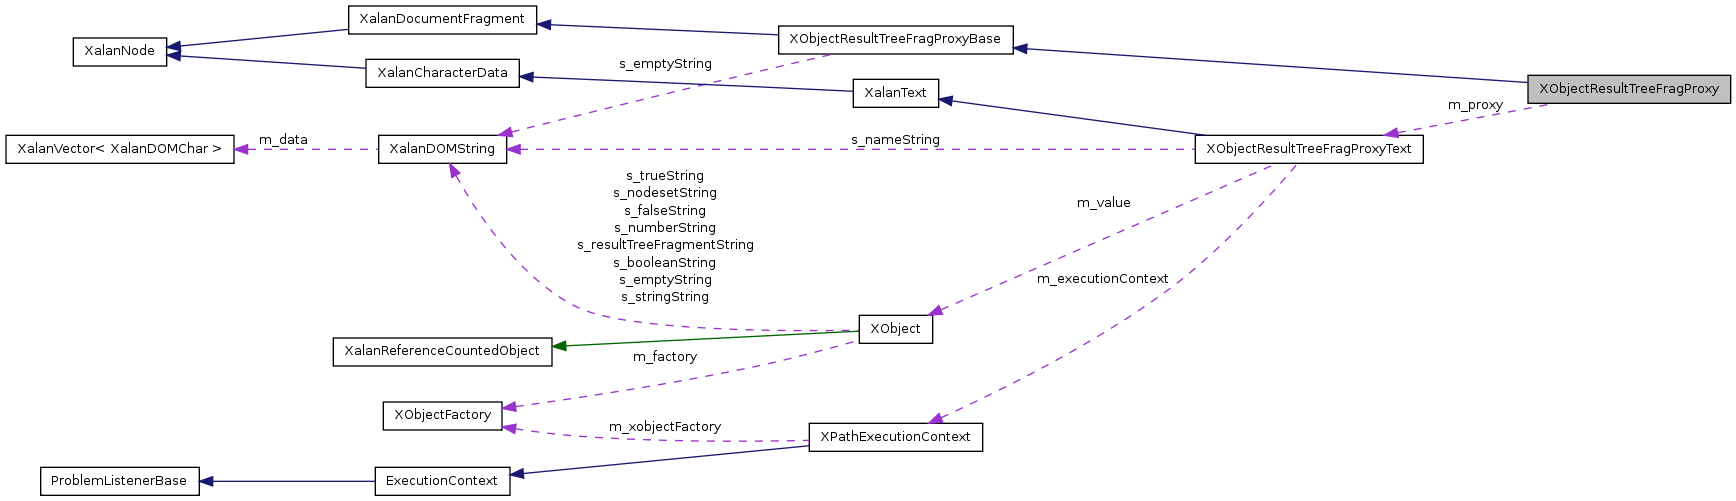 XalanDocumentFragment
XObjectResultTreeFragProxyBase
XalanNode
s_emptyString
XalanCharacterData
XalanText
XObjectResultTreeFragProxy
m_proxy
XalanVector< XalanDOMChar >
m_data
XalanDOMString
s_nameString
XObjectResultTreeFragProxyText
s_trueString
s_nodesetString
s_falseString
s_numberString
s_resultTreeFragmentString
s_booleanString
s_emptyString
s_stringString
m_value
m_executionContext
XObject
XalanReferenceCountedObject
m_factory
XObjectFactory
m_xobjectFactory
XPathExecutionContext
ProblemListenerBase
ExecutionContext